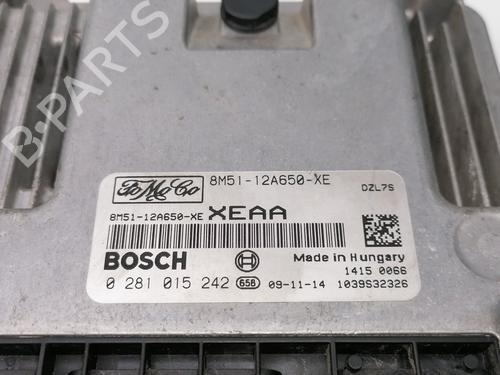 B-PARTS
FoMoCo 8M51-12A650-XE DZL7S
8M51-12A650-XE XEAA
BOSCH Made in Hungary
1415 0066
0 281 015 242 658 09-11-14 1039S32326